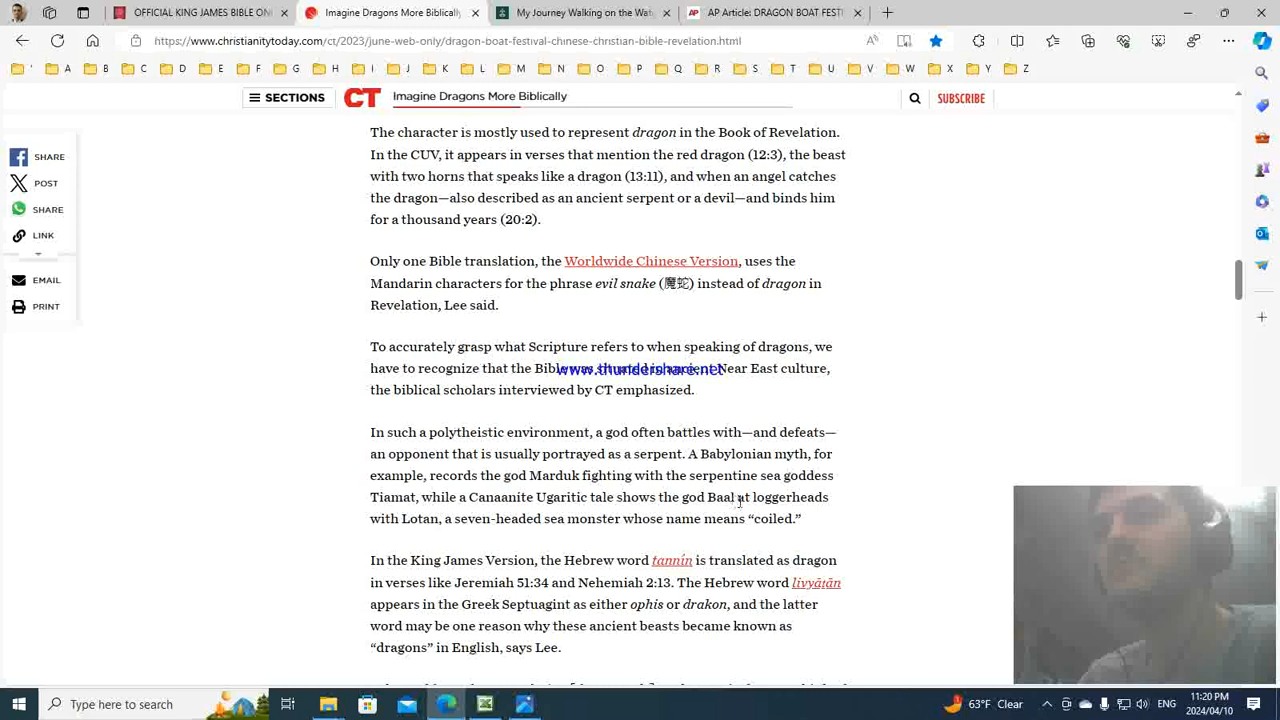 OFFICIAL KING JAMES BIBLE ONL
Imagine Dragons More Biblically
My Journey Walking on the Wat
AP Article: DRAGON BOAT FESTI
https://www.christianitytoday.com/ct/2023/june-web-only/dragon-boat-festival-chinese-christian-bible-revelation.html
' A B C D E F G H I J K L M N O P Q R S T U V W X Y Z
SECTIONS CT Imagine Dragons More Biblically SUBSCRIBE
The character is mostly used to represent dragon in the Book of Revelation.
In the CUV, it appears in verses that mention the red dragon (12:3), the beast
with two horns that speaks like a dragon (13:11), and when an angel catches
the dragon—also described as an ancient serpent or a devil—and binds him
for a thousand years (20:2).
SHARE
POST
SHARE
LINK
EMAIL
PRINT
Only one Bible translation, the Worldwide Chinese Version, uses the
Mandarin characters for the phrase evil snake (魔蛇) instead of dragon in
Revelation, Lee said.
To accurately grasp what Scripture refers to when speaking of dragons, we
have to recognize that the Bible was situated in ancient Near East culture,
www.thundershare.net
the biblical scholars interviewed by CT emphasized.
In such a polytheistic environment, a god often battles with—and defeats—
an opponent that is usually portrayed as a serpent. A Babylonian myth, for
example, records the god Marduk fighting with the serpentine sea goddess
Tiamat, while a Canaanite Ugaritic tale shows the god Baal at loggerheads
with Lotan, a seven-headed sea monster whose name means “coiled.”
In the King James Version, the Hebrew word tannín is translated as dragon
in verses like Jeremiah 51:34 and Nehemiah 2:13. The Hebrew word livyāṯān
appears in the Greek Septuagint as either ophis or drakon, and the latter
word may be one reason why these ancient beasts became known as
“dragons” in English, says Lee.
Type here to search
63°F Clear
ENG
11:20 PM
2024/04/10